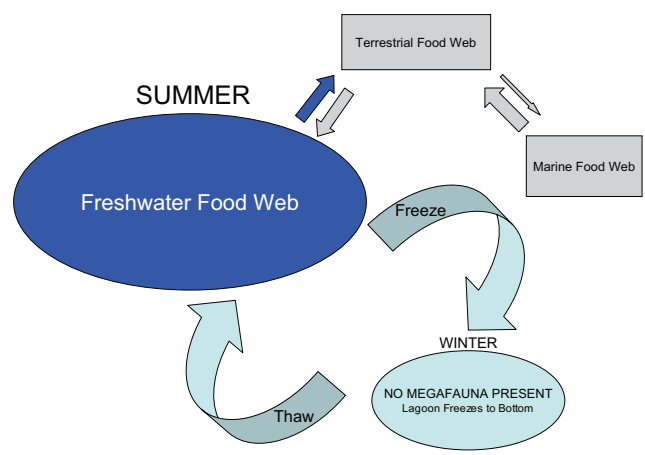 Terrestrial Food Web
SUMMER
Marine Food Web
Freshwater Food Web
Freeze
WINTER
NO MEGAFAUNA PRESENT
Lagoon Freezes to Bottom
Thaw